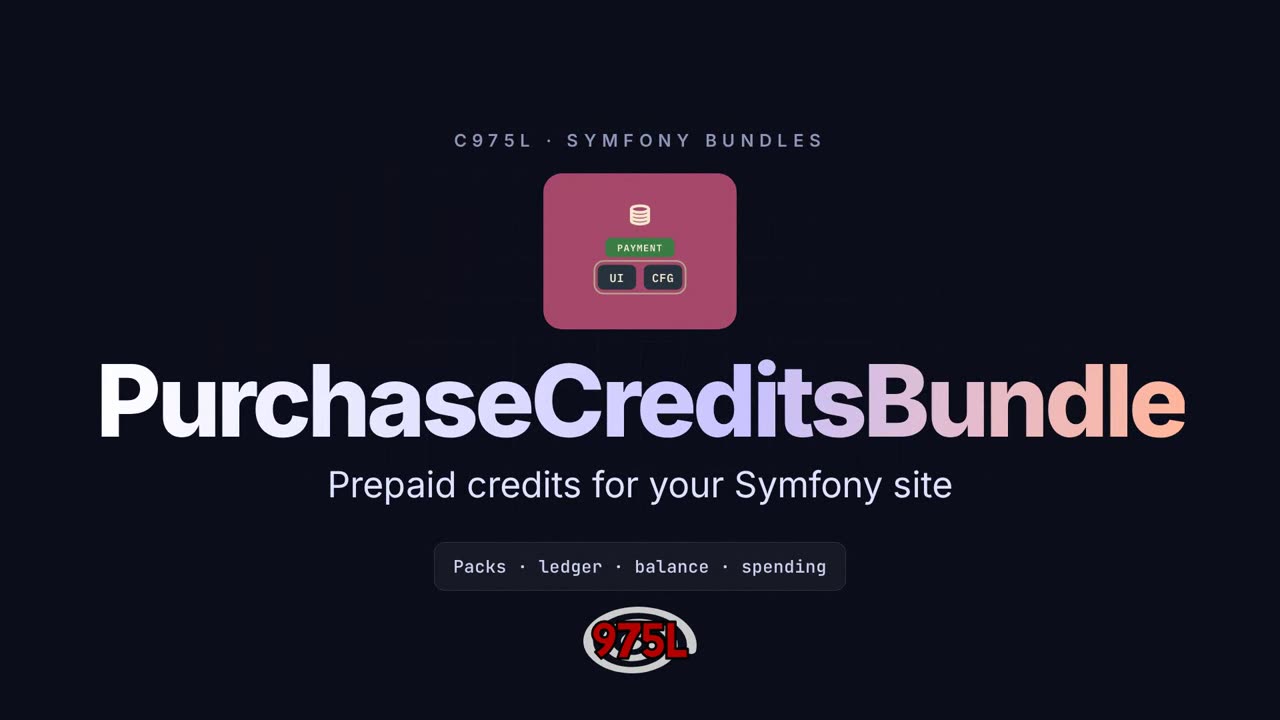 C975L · SYMFONY BUNDLES
PAYMENT
UI CFG
PurchaseCreditsBundle
Prepaid credits for your Symfony site
Packs · ledger · balance · spending
975L